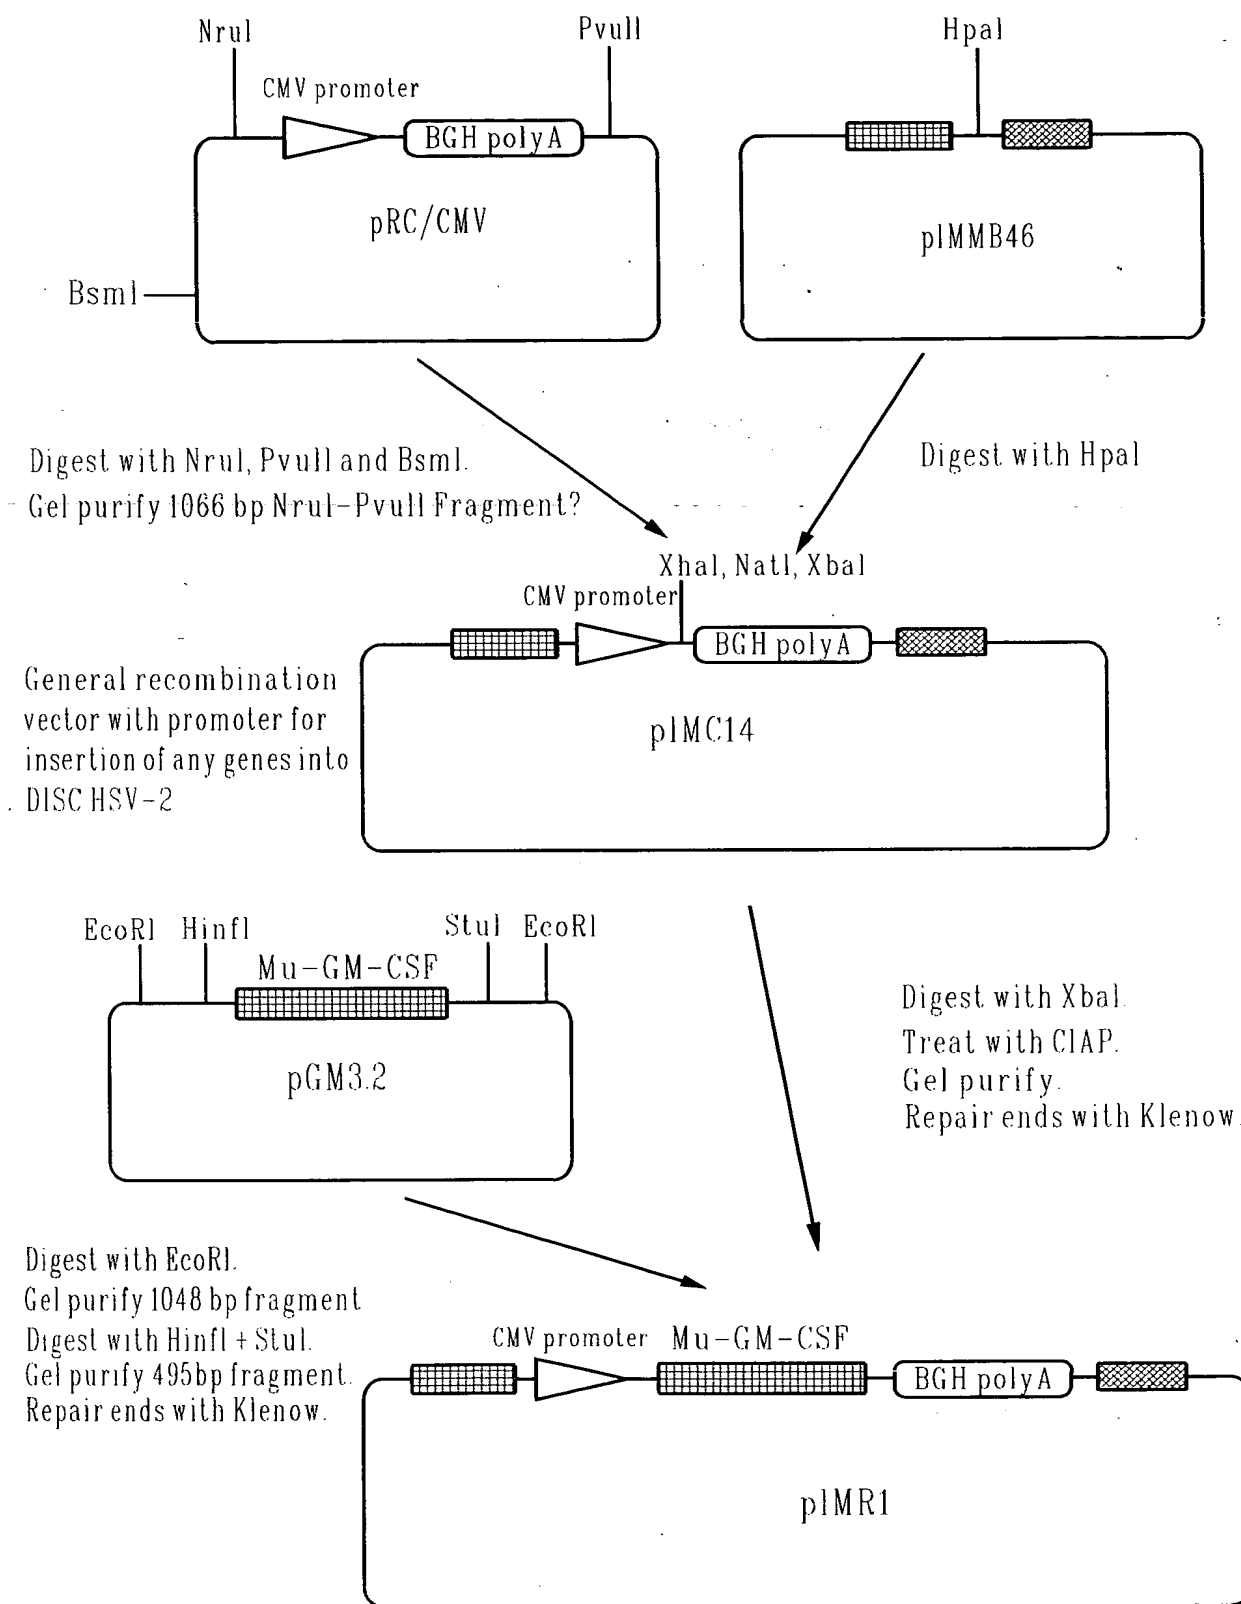 NruI
PvuII
HpaI
CMV promoter
BGH polyA
pRC/CMV
pIMMB46
BsmI
Digest with NruI, PvuII and BsmI.
Gel purify 1066 bp NruI-PvuII Fragment?
Digest with HpaI
XhaI, NatI, XbaI
CMV promoter
BGH polyA
General recombination
vector with promoter for
insertion of any genes into
DISC HSV-2
pIMC14
EcoRI
HinfI
StuI
EcoRI
Mu-GM-CSF
pGM3.2
Digest with XbaI.
Treat with CIAP.
Gel purify.
Repair ends with Klenow.
Digest with EcoRI.
Gel purify 1048 bp fragment
Digest with HinfI + StuI.
Gel purify 495bp fragment.
Repair ends with Klenow.
CMV promoter
Mu-GM-CSF
BGH polyA
pIMR1